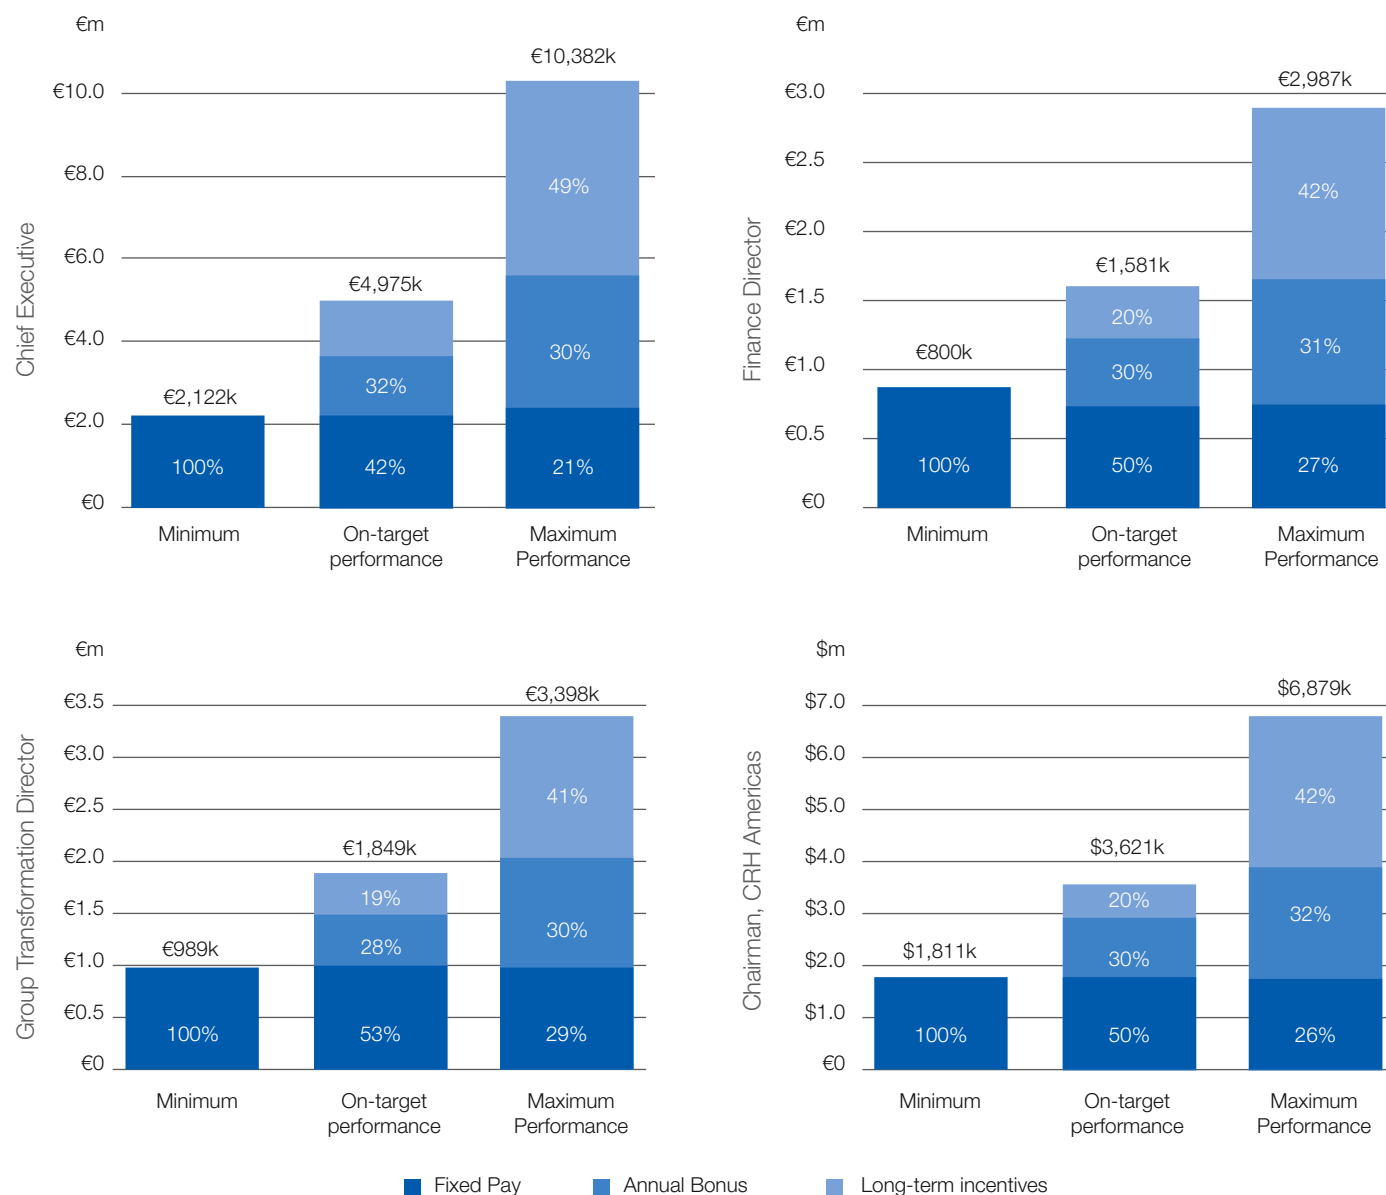 €m
€10,382k
€10.0
€8.0
49%
€6.0
€4,975k
€4.0
30%
32%
€2,122k
€2.0
100%
42%
21%
€0
Chief Executive
Minimum
On-target
performance
Maximum
Performance
€m
€2,987k
€3.0
€2.5
42%
€2.0
€1,581k
€1.5
20%
31%
€800k
€1.0
30%
€0.5
100%
50%
27%
€0
Finance Director
Minimum
On-target
performance
Maximum
Performance
€m
€3,398k
€3.5
€3.0
41%
€2.5
€2.0
€1,849k
19%
€1.5
30%
€989k
28%
€1.0
€0.5
100%
53%
29%
€0
Group Transformation Director
Minimum
On-target
performance
Maximum
Performance
$m
$6,879k
$7.0
$6.0
42%
$5.0
$4.0
$3,621k
20%
$3.0
32%
$1,811k
30%
$2.0
$1.0
100%
50%
26%
€0
Chairman, CRH Americas
Minimum
On-target
performance
Maximum
Performance
Fixed Pay
Annual Bonus
Long-term incentives